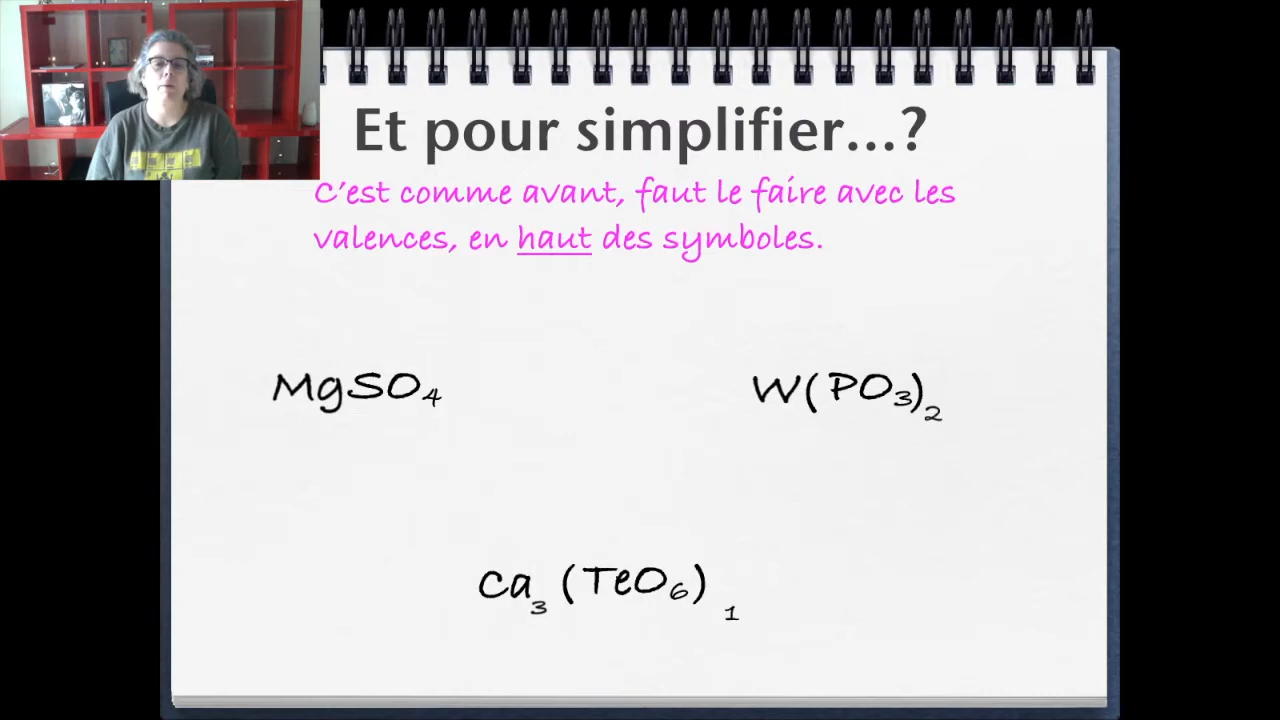 Et pour simplifier...?
C'est comme avant, faut le faire avec les
valences, en haut des symboles.
MgSO₄
W(PO₃)₂
Ca₃(TeO₆)₁